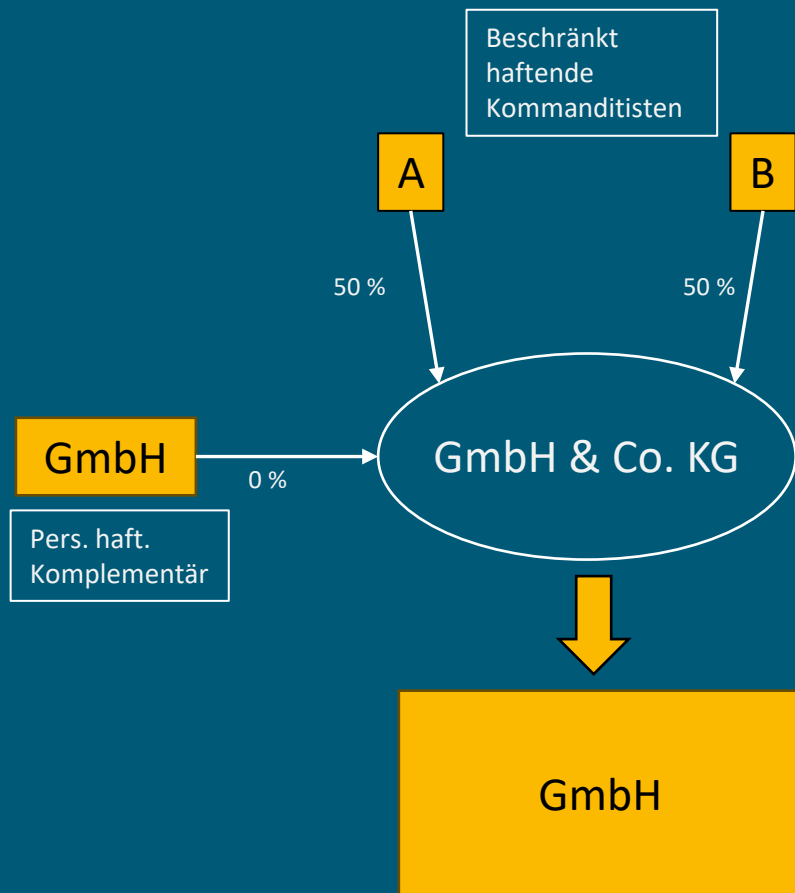 Beschränkt
haftende
Kommanditisten
A
B
50 %
50 %
GmbH
0 %
GmbH & Co. KG
Pers. haft.
Komplementär
GmbH